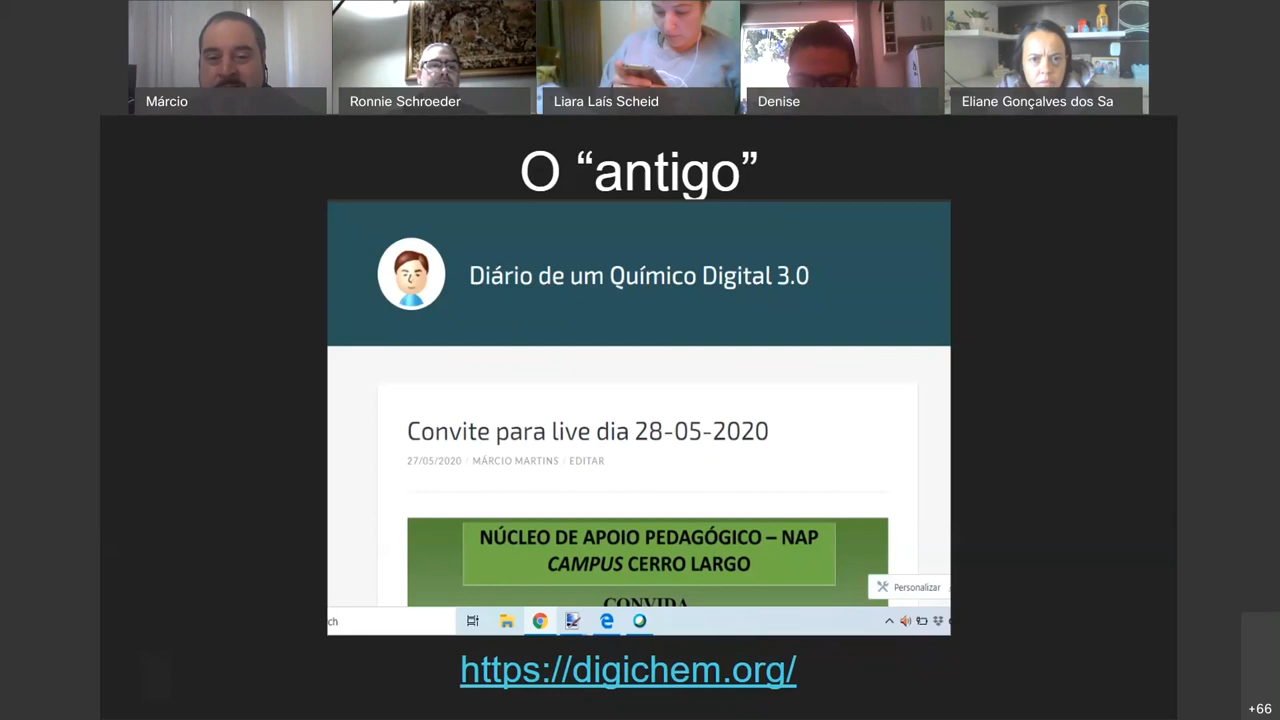 Márcio
Ronnie Schroeder
Liara Laís Scheid
Denise
Eliane Gonçalves dos Sa
O “antigo”
Diário de um Químico Digital 3.0
Convite para live dia 28-05-2020
27/05/2020 / MÁRCIO MARTINS / EDITAR
NÚCLEO DE APOIO PEDAGÓGICO – NAP
CAMPUS CERRO LARGO
CONVIDA
Personalizar
ch
https://digichem.org/
+66